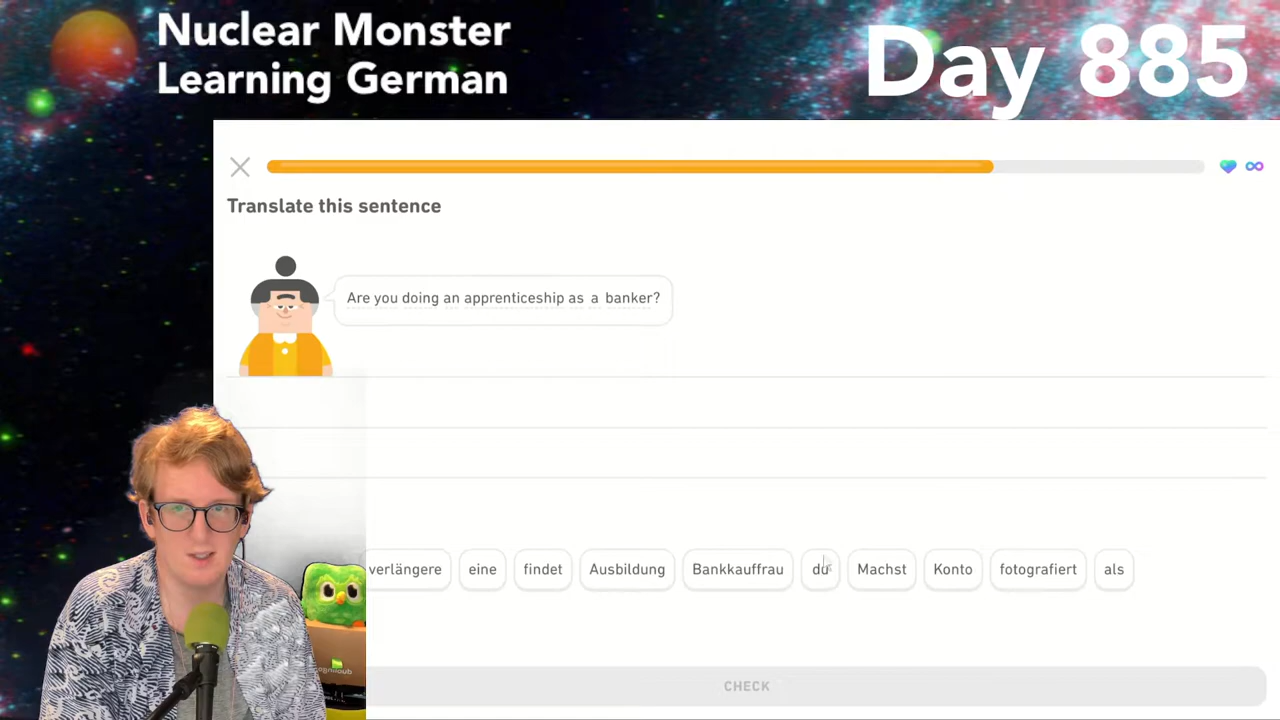 Nuclear Monster
Learning German
Day 885
Translate this sentence
Are you doing an apprenticeship as a banker?
verlängere eine findet Ausbildung Bankkauffrau du Machst Konto fotografiert als
CHECK